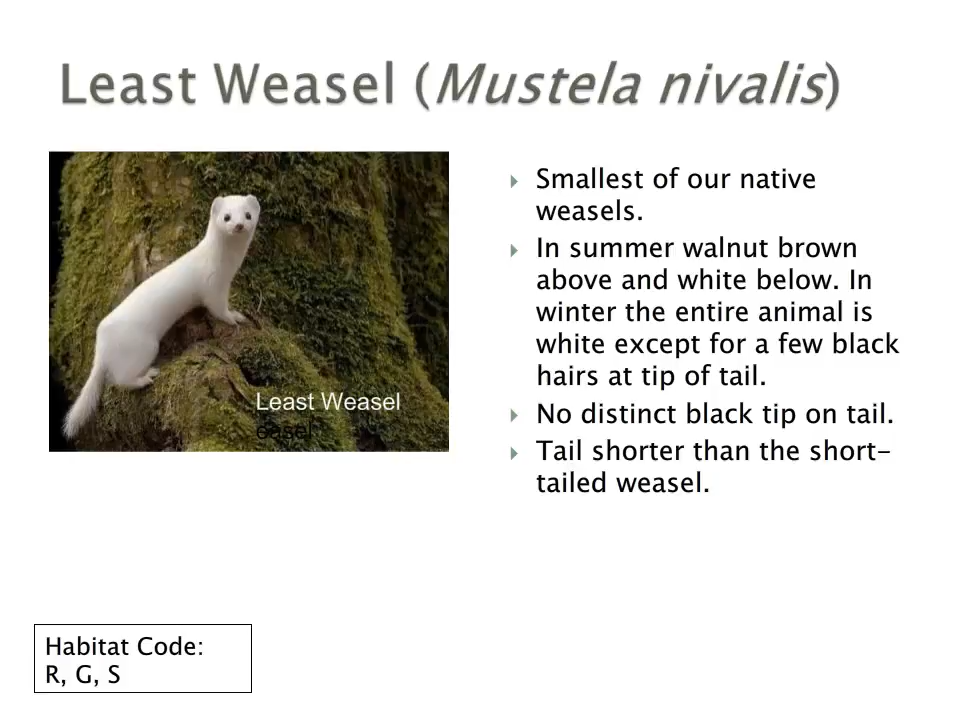 Least Weasel (Mustela nivalis)
Smallest of our native
weasels.
In summer walnut brown
above and white below. In
winter the entire animal is
white except for a few black
hairs at tip of tail.
No distinct black tip on tail.
Tail shorter than the short-
tailed weasel.
Least Weasel
easel
Habitat Code:
R, G, S